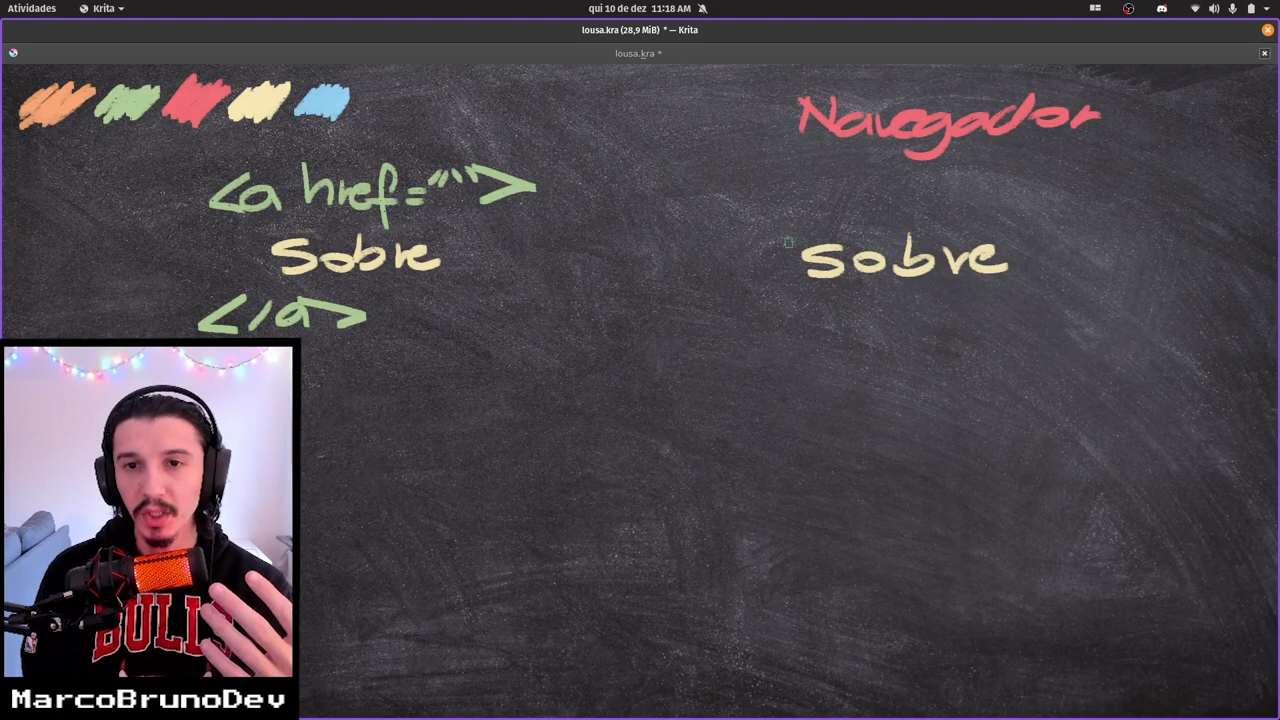 Atividades Krita qui 10 de dez 11:18 AM
lousa.kra (28,9 MiB) * — Krita
lousa.kra *
Navegador
<a href="">
Sobre
</a>
Sobre
BULLS
MarcoBrunoDev